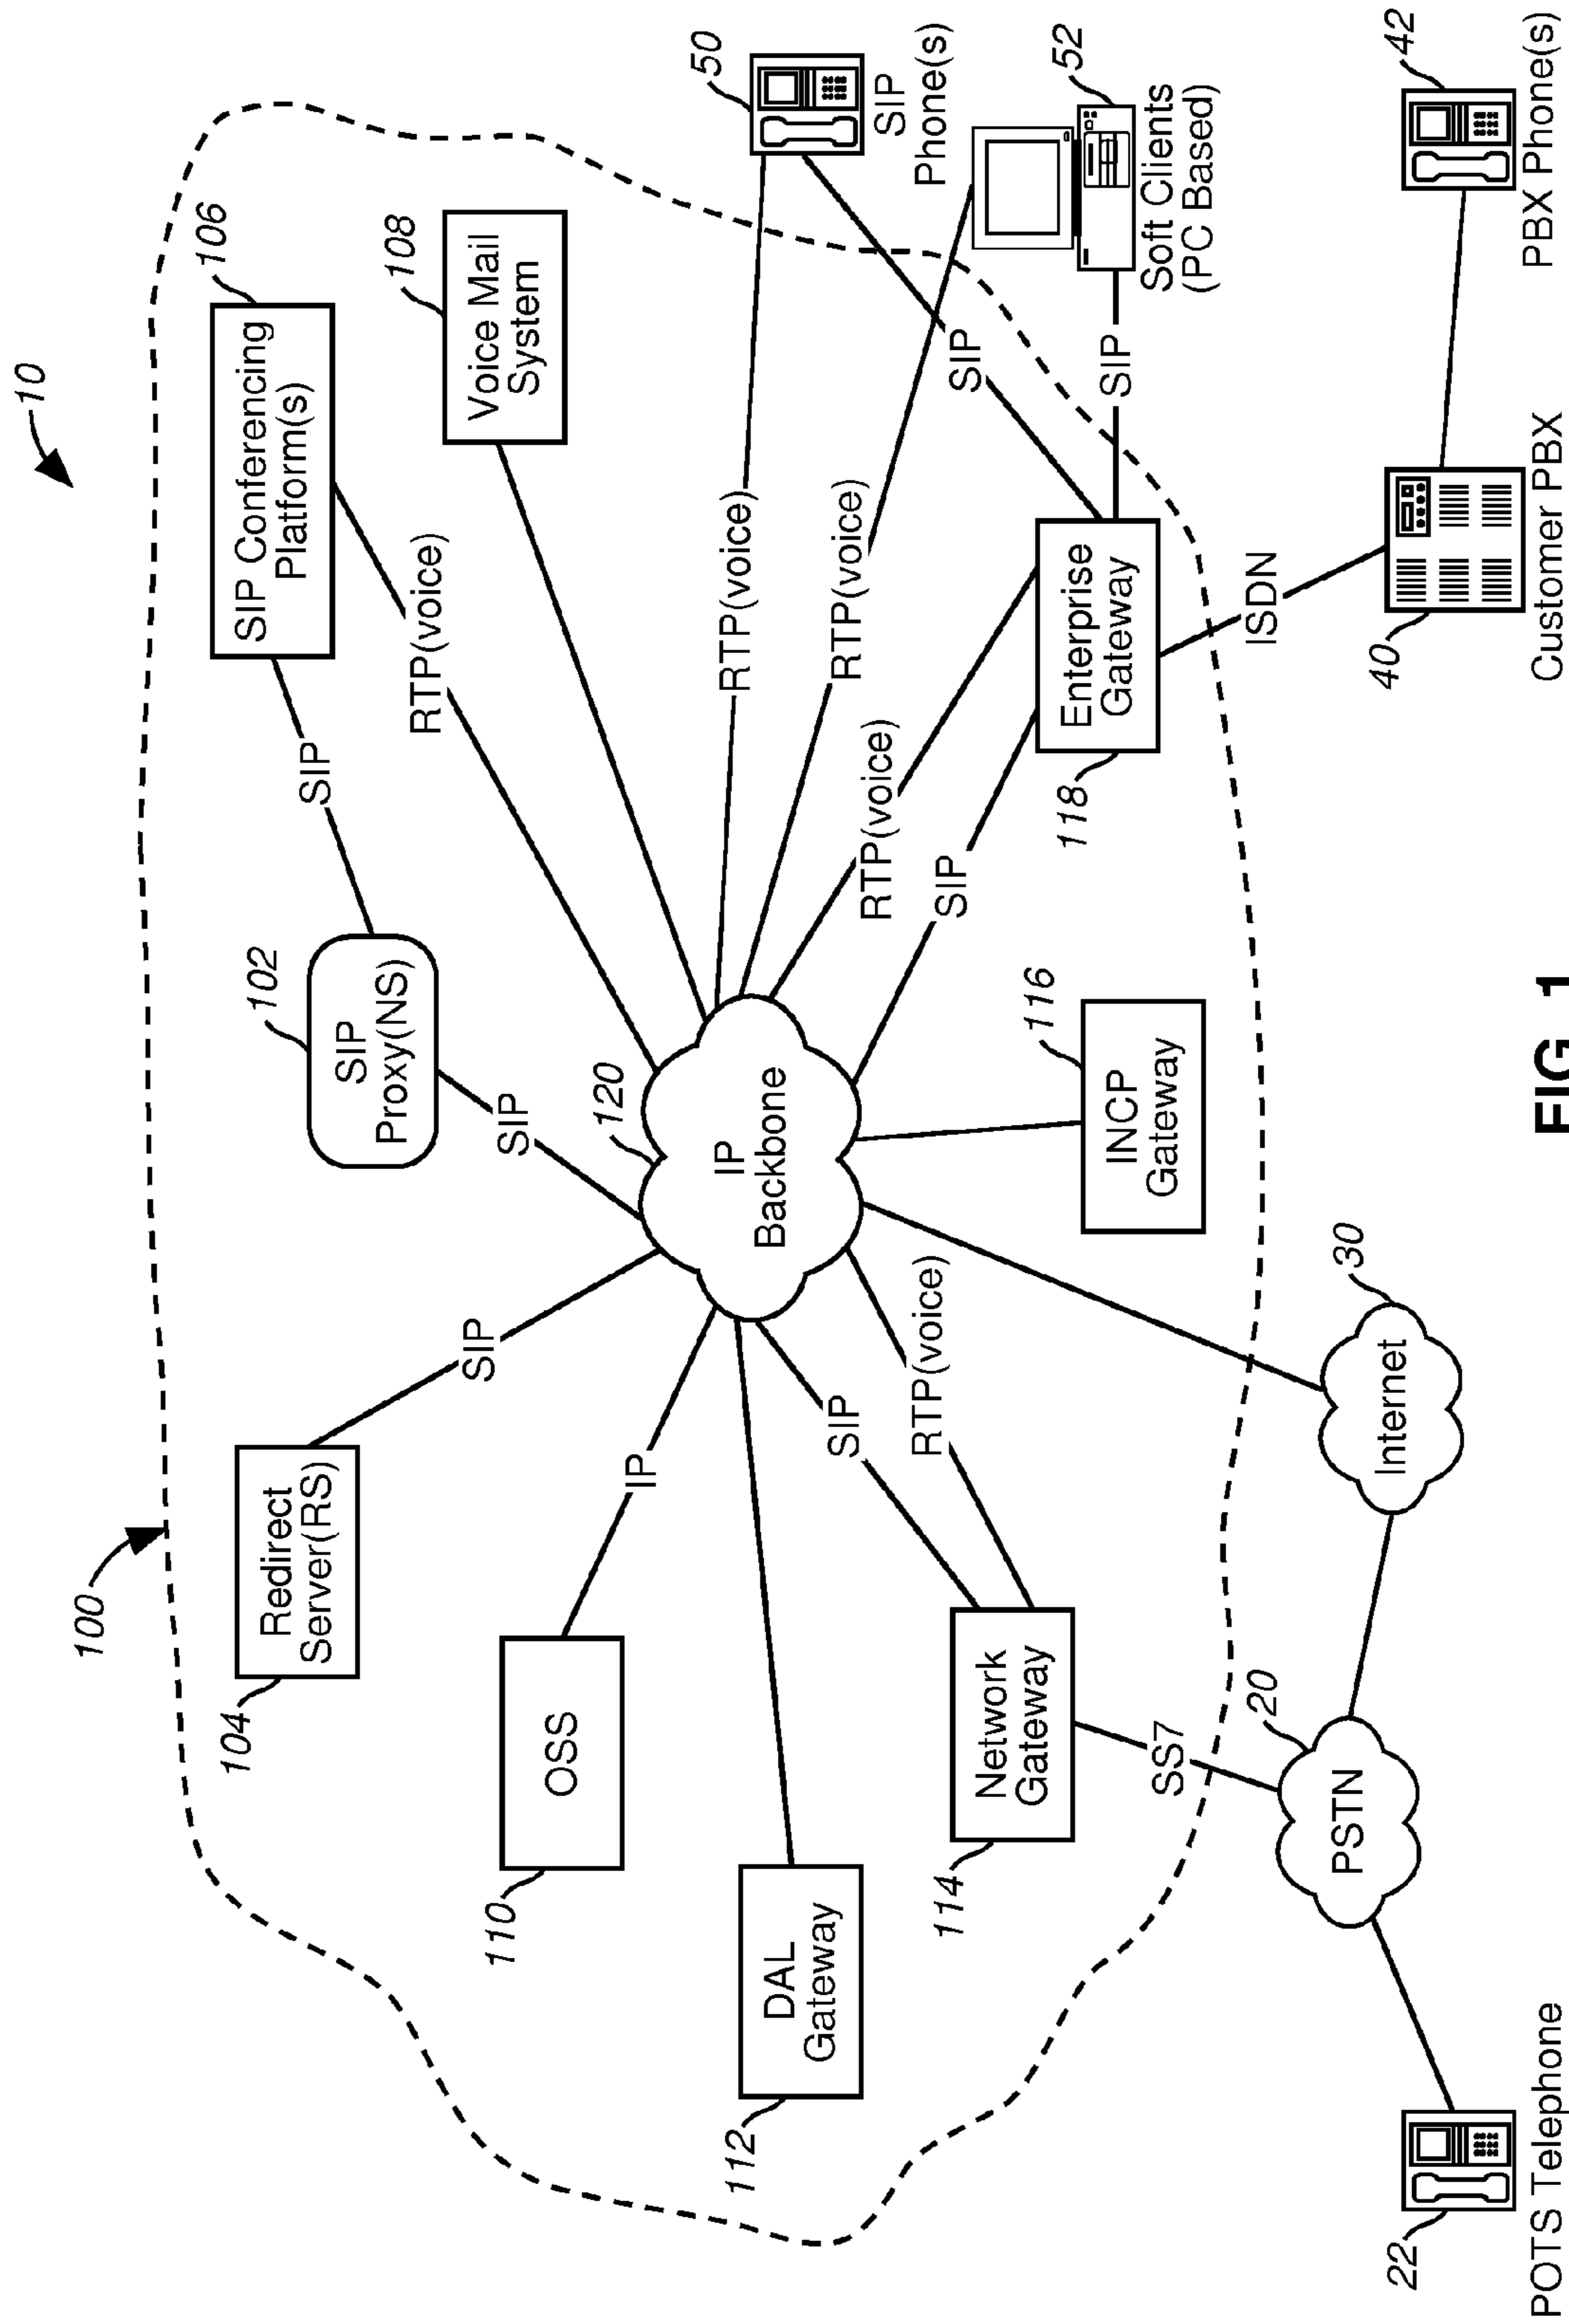 10
100
106
SIP Conferencing
Platform(s)
102
SIP
Proxy(NS)
SIP
104
Redirect
Server(RS)
108
Voice Mail
System
RTP(voice)
SIP
SIP
110
OSS
IP
120
IP
Backbone
50
SIP
Phone(s)
RTP(voice)
112
DAL
Gateway
RTP(voice)
SIP
52
Soft Clients
(PC Based)
SIP
114
Network
Gateway
SIP
RTP(voice)
RTP(voice)
SIP
118
Enterprise
Gateway
116
INCP
Gateway
SS7
ISDN
20
PSTN
30
Internet
40
Customer PBX
42
PBX Phone(s)
22
POTS Telephone
FIG. 1